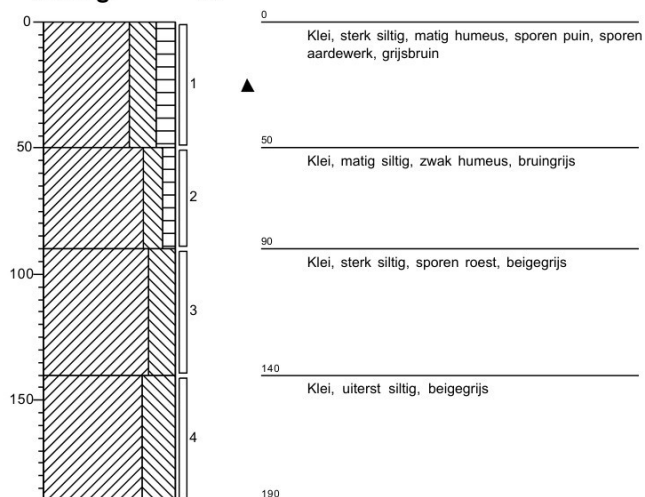 0
50
100
150
1
2
3
4
0
Klei, sterk siltig, matig humeus, sporen puin, sporen
aardewerk, grijsbruin
50
Klei, matig siltig, zwak humeus, bruingrijs
90
Klei, sterk siltig, sporen roest, beigegrijs
140
Klei, uiterst siltig, beigegrijs
190